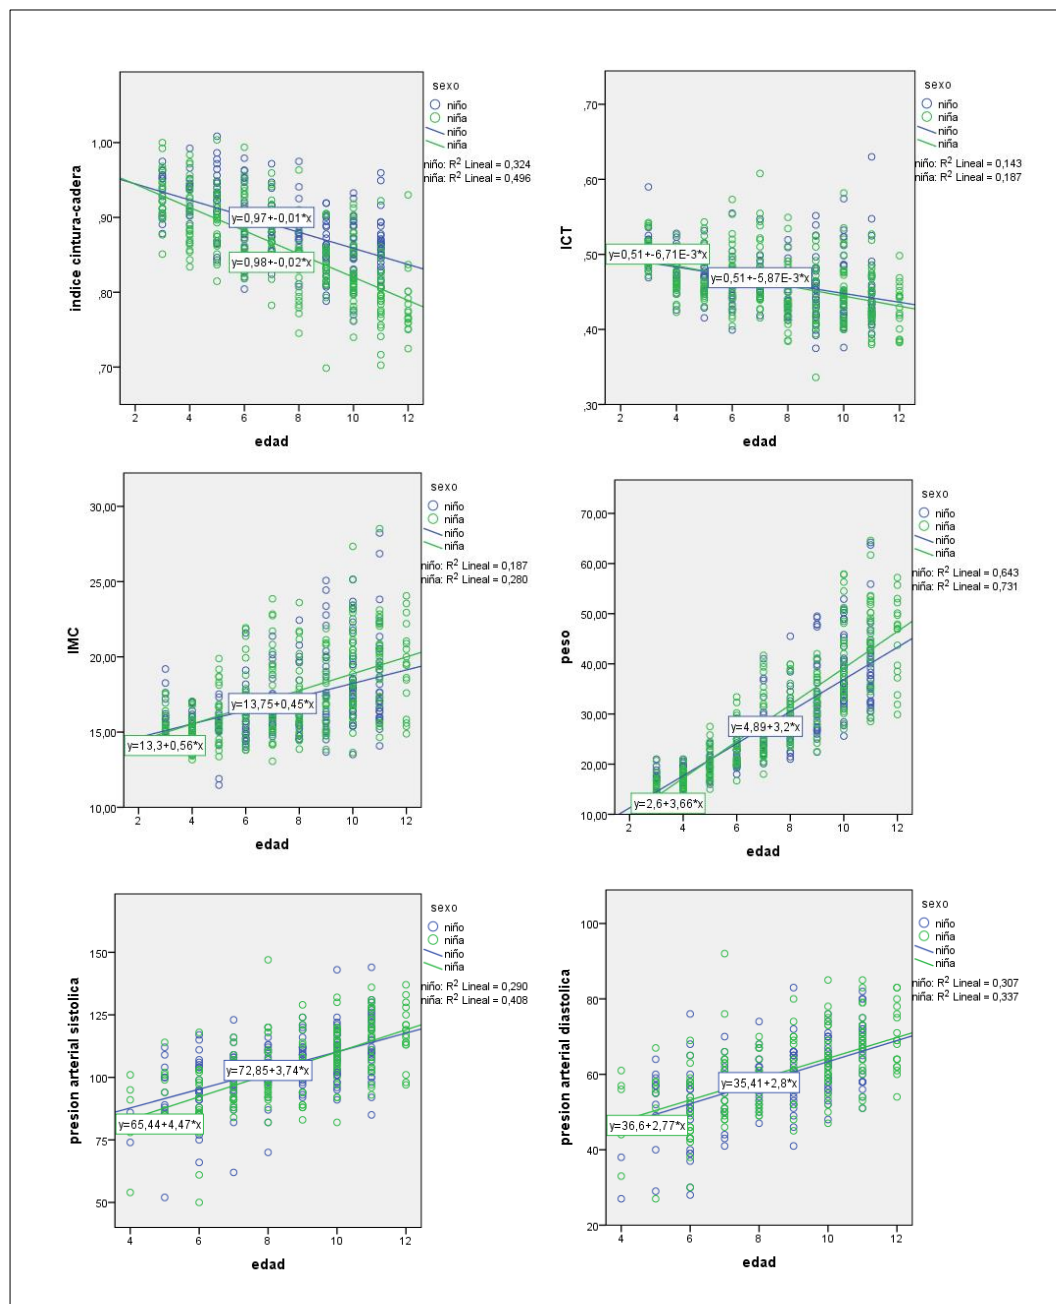 sexo
niño
niña
niño
niña
niño: R² Lineal = 0,324
niña: R² Lineal = 0,496
indice cintura-cadera
1,00
,90
,80
,70
y=0,97+-0,01*x
y=0,98+-0,02*x
2 4 6 8 10 12
edad
sexo
niño
niña
niño
niña
niño: R² Lineal = 0,143
niña: R² Lineal = 0,187
ICT
,70
,60
,50
,40
,30
y=0,51+-6,71E-3*x
y=0,51+-5,87E-3*x
2 4 6 8 10 12
edad
sexo
niño
niña
niño
niña
niño: R² Lineal = 0,187
niña: R² Lineal = 0,280
IMC
30,00
25,00
20,00
15,00
10,00
y=13,75+0,45*x
y=13,3+0,56*x
2 4 6 8 10 12
edad
sexo
niño
niña
niño
niña
niño: R² Lineal = 0,643
niña: R² Lineal = 0,731
peso
70,00
60,00
50,00
40,00
30,00
20,00
10,00
y=4,89+3,2*x
y=2,6+3,66*x
2 4 6 8 10 12
edad
sexo
niño
niña
niño
niña
niño: R² Lineal = 0,290
niña: R² Lineal = 0,408
presion arterial sistolica
150
125
100
75
50
y=72,85+3,74*x
y=65,44+4,47*x
4 6 8 10 12
edad
sexo
niño
niña
niño
niña
niño: R² Lineal = 0,307
niña: R² Lineal = 0,337
presion arterial diastolica
100
80
60
40
20
y=35,41+2,8*x
y=36,6+2,77*x
4 6 8 10 12
edad